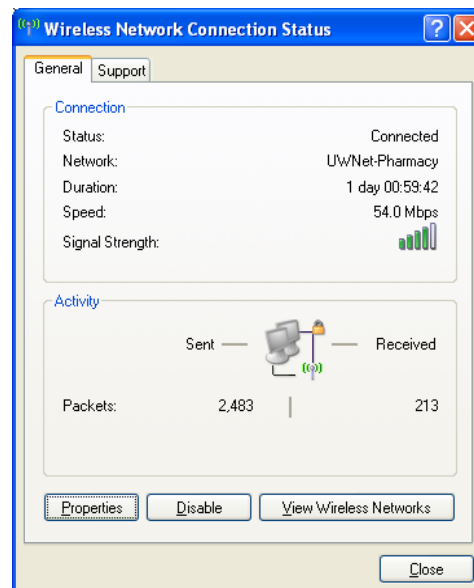 Wireless Network Connection Status
General Support
Connection
Status: Connected
Network: UWNet-Pharmacy
Duration: 1 day 00:59:42
Speed: 54.0 Mbps
Signal Strength:
Activity
Sent Received
Packets: 2,483 213
Properties Disable View Wireless Networks
Close